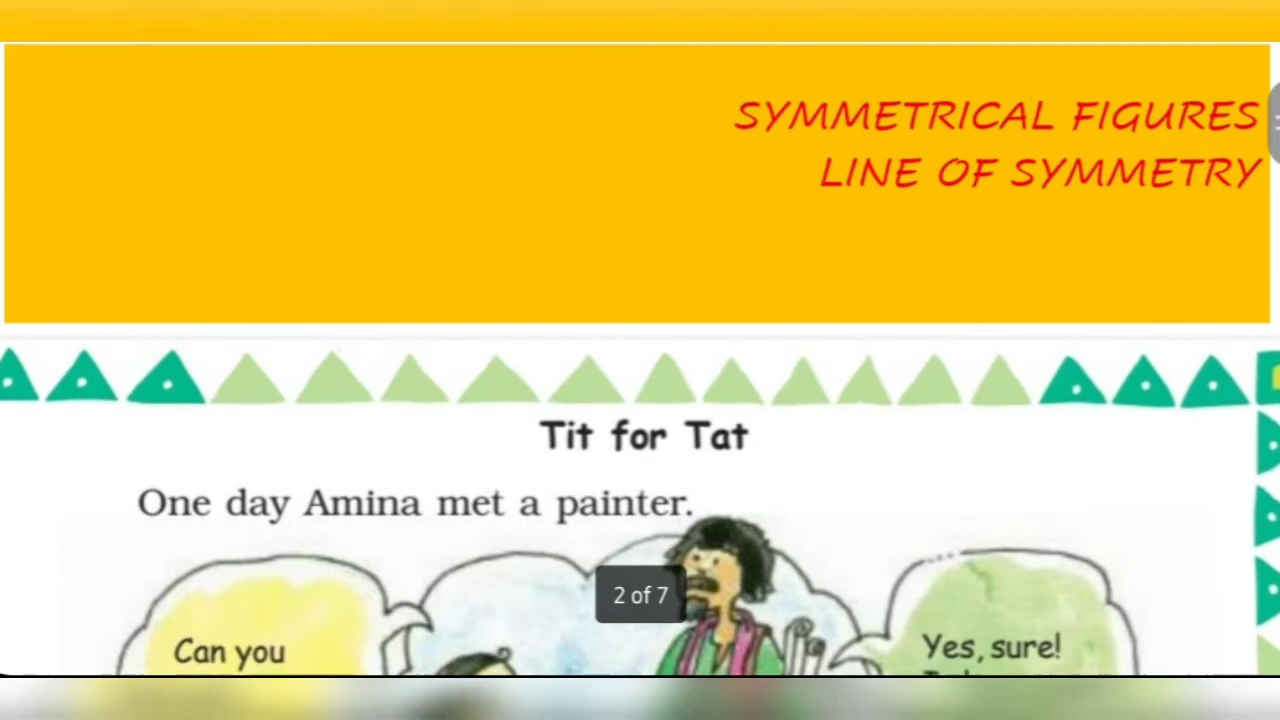 SYMMETRICAL FIGURES
LINE OF SYMMETRY
Tit for Tat
One day Amina met a painter.
2 of 7
Can you
Yes, sure!